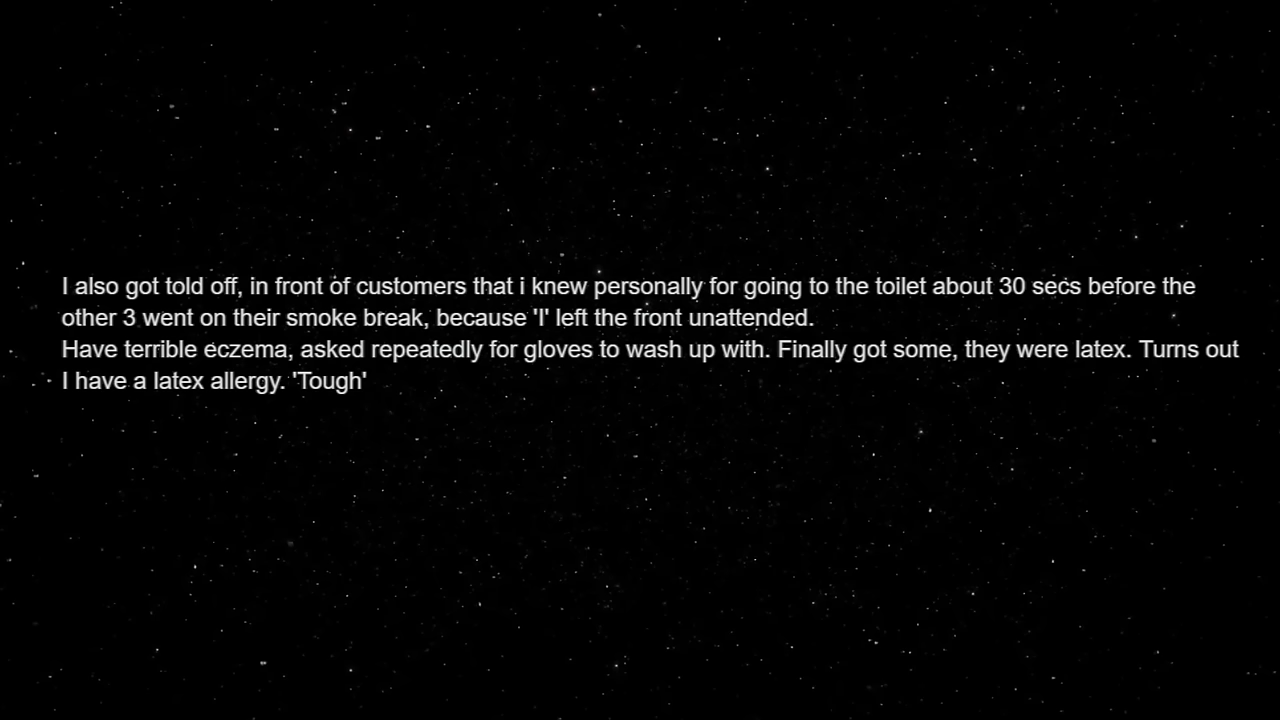 I also got told off, in front of customers that i knew personally for going to the toilet about 30 secs before the
other 3 went on their smoke break, because 'I' left the front unattended.
Have terrible eczema, asked repeatedly for gloves to wash up with. Finally got some, they were latex. Turns out
I have a latex allergy. 'Tough'